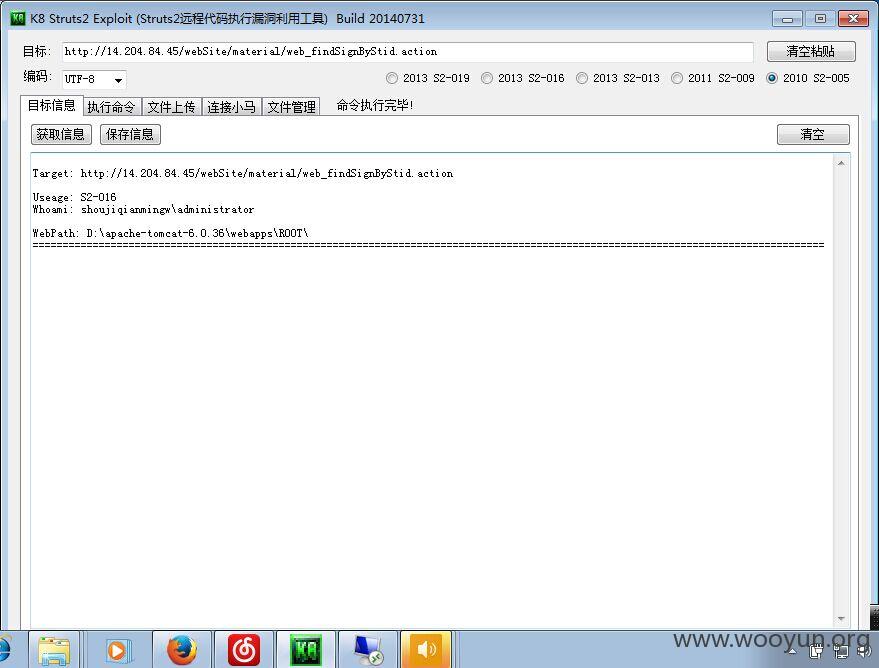 K8 Struts2 Exploit (Struts2远程代码执行漏洞利用工具) Build 20140731
目标: http://14.204.84.45/webSite/material/web_findSignByStid.action 清空粘贴
编码: UTF-8 2013 S2-019 2013 S2-016 2013 S2-013 2011 S2-009 2010 S2-005
目标信息 执行命令 文件上传 连接小马 文件管理 命令执行完毕!
获取信息 保存信息 清空
Target: http://14.204.84.45/webSite/material/web_findSignByStid.action
Useage: S2-016
Whoami: shoujiqianmingw\administrator
WebPath: D:\apache-tomcat-6.0.36\webapps\ROOT\
www.wooyun.org